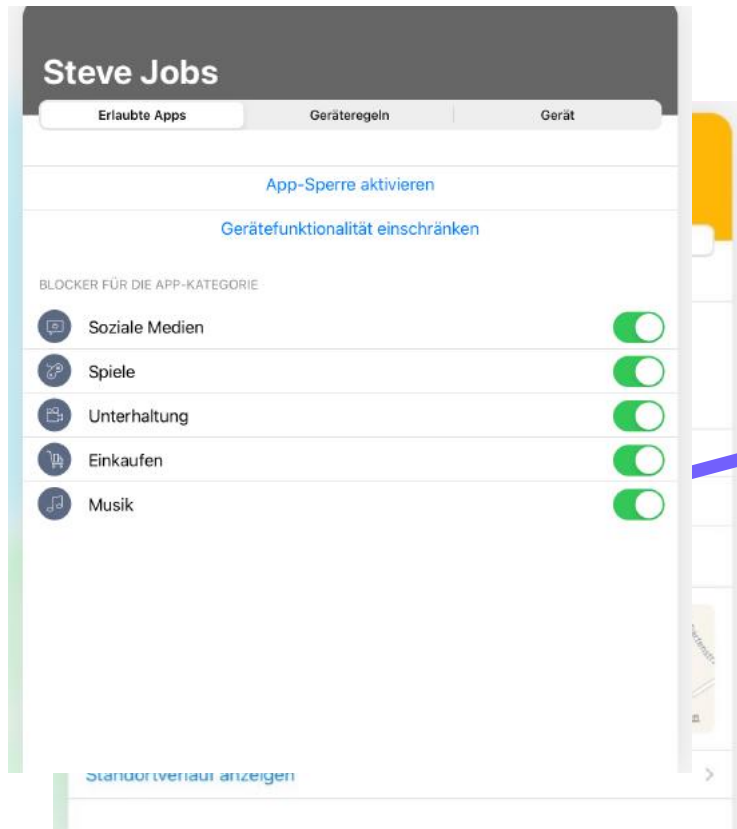 Steve Jobs
Erlaubte Apps Geräteregeln Gerät
App-Sperre aktivieren
Gerätefunktionalität einschränken
BLOCKER FÜR DIE APP-KATEGORIE
Soziale Medien
Spiele
Unterhaltung
Einkaufen
Musik
Standortverlauf anzeigen